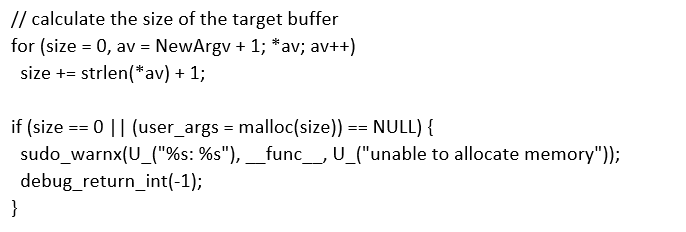 // calculate the size of the target buffer
for (size = 0, av = NewArgv + 1; *av; av++)
  size += strlen(*av) + 1;

if (size == 0 || (user_args = malloc(size)) == NULL) {
  sudo_warnx(U_("%s: %s"), __func__, U_("unable to allocate memory"));
  debug_return_int(-1);
}